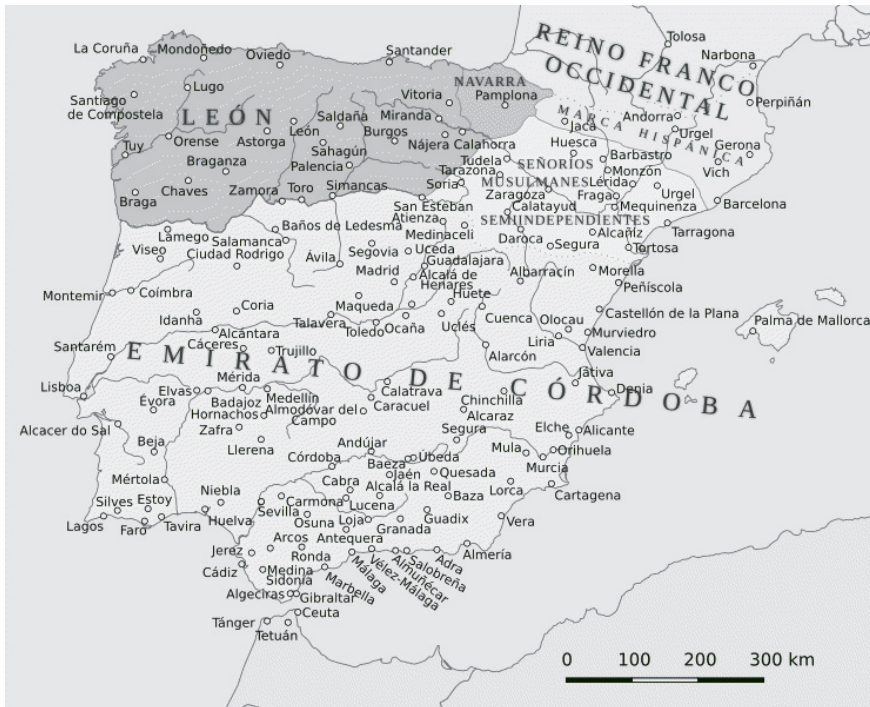 REINO FRANCO
OCCIDENTAL
MARCA HISPÁNICA
NAVARRA
LEÓN
SEÑORÍOS
MUSULMANES
SEMIINDEPENDIENTES
EMIRATO DE CÓRDOBA
La Coruña
Mondoñedo
Oviedo
Santander
Tolosa
Narbona
Lugo
Santiago
de Compostela
Vitoria
Pamplona
Perpiñán
Saldaña
Miranda
Andorra
Jaca
Urgel
Tuy
Orense
Astorga
León
Burgos
Huesca
Gerona
Sahagún
Nájera
Calahorra
Barbastro
Braganza
Palencia
Tudela
Monzón
Vich
Tarazona
Lérida
Chaves
Zamora
Toro
Simancas
Soria
Zaragoza
Fraga
Urgel
Braga
San Esteban
Calatayud
Mequinenza
Barcelona
Atienza
Lamego
Baños de Ledesma
Medinaceli
Daroca
Segura
Alcañiz
Tarragona
Viseo
Salamanca
Tortosa
Ciudad Rodrigo
Ávila
Segovia
Uceda
Guadalajara
Madrid
Alcalá de
Henares
Albarracín
Morella
Peñíscola
Montemir
Coímbra
Huete
Idanha
Coria
Maqueda
Talavera
Toledo
Ocaña
Uclés
Cuenca
Olocau
Castellón de la Plana
Palma de Mallorca
Alcántara
Liria
Murviedro
Santarém
Cáceres
Trujillo
Alarcón
Valencia
Mérida
Játiva
Lisboa
Elvas
Badajoz
Medellín
Calatrava
Denia
Évora
Hornachos
Almodóvar del
Campo
Caracuel
Chinchilla
Alcaraz
Alcacer do Sal
Zafra
Segura
Elche
Alicante
Beja
Llerena
Andújar
Córdoba
Baeza
Úbeda
Mula
Orihuela
Murcia
Mértola
Jaén
Quesada
Cabra
Alcalá la Real
Niebla
Lorca
Cartagena
Silves
Estoy
Carmona
Lucena
Baza
Sevilla
Lagos
Faro
Tavira
Huelva
Osuna
Loja
Guadix
Vera
Granada
Arcos
Antequera
Jerez
Ronda
Almería
Adra
Salobreña
Almuñécar
Vélez-Málaga
Málaga
Marbella
Cádiz
Medina
Sidonia
Algeciras
Gibraltar
Ceuta
Tánger
Tetuán
0 100 200 300 km